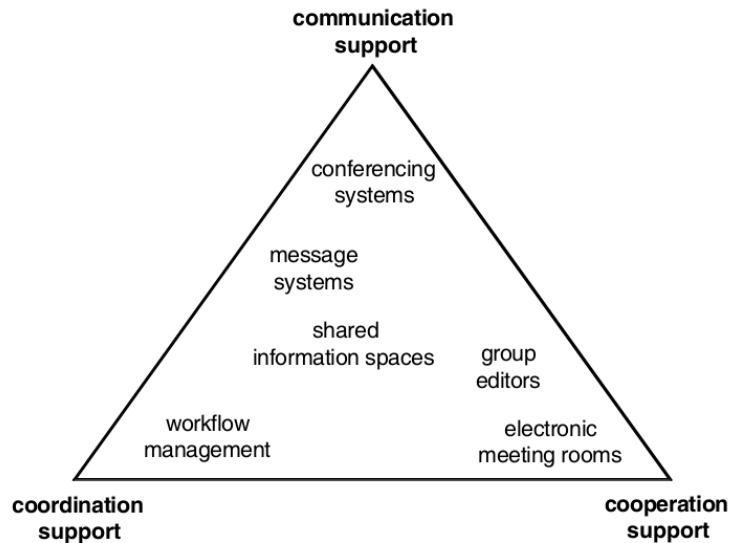 communication
support
conferencing
systems
message
systems
shared
information spaces
group
editors
workflow
management
electronic
meeting rooms
coordination
support
cooperation
support